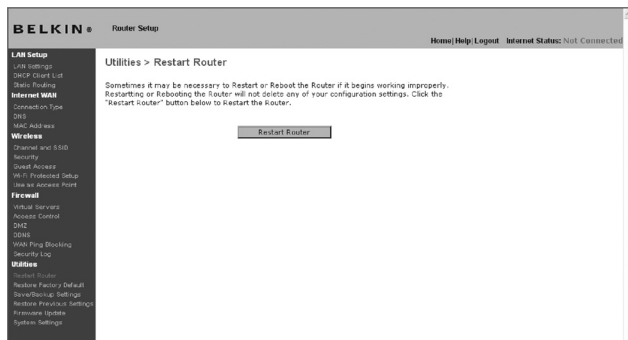 BELKIN®
Router Setup
Home|Help|Logout Internet Status: Not Connected
LAN Setup
LAN Settings
DHCP Client List
Static Routing
Internet WAN
Connection Type
DNS
MAC Address
Wireless
Channel and SSID
Security
Guest Access
Wi-Fi Protected Setup
Use as Access Point
Firewall
Virtual Servers
Access Control
DMZ
DDNS
WAN Ping Blocking
Security Log
Utilities
Restart Router
Restore Factory Default
Save/Backup Settings
Restore Previous Settings
Firmware Update
System Settings
Utilities > Restart Router
Sometimes it may be necessary to Restart or Reboot the Router if it begins working improperly.
Restartting or Rebooting the Router will not delete any of your configuration settings. Click the
"Restart Router" button below to Restart the Router.
Restart Router